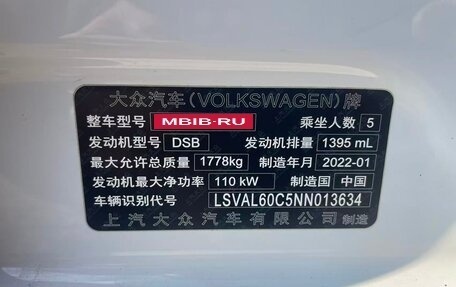 大众汽车(VOLKSWAGEN)牌
整车型号 MBIB-RU 乘坐人数 5
发动机型号 DSB 发动机排量 1395 mL
最大允许总质量 1778kg 制造年月 2022-01
发动机最大净功率 110 kW 制造国 中国
车辆识别代号 LSVAL60C5NN013634
上汽大众汽车有限公司 制造